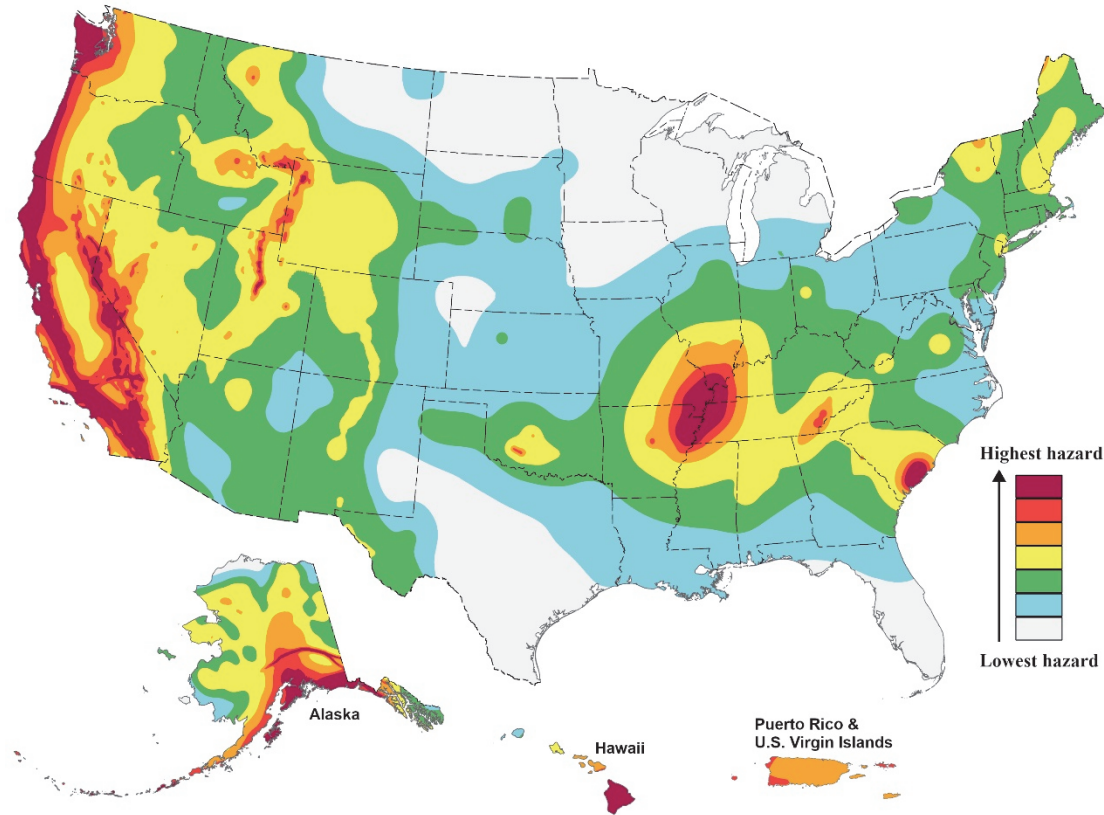 Highest hazard
Lowest hazard
Alaska
Hawaii
Puerto Rico &
U.S. Virgin Islands